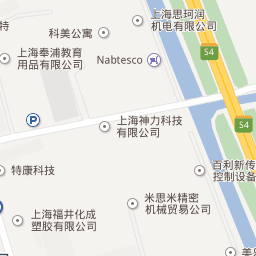 特
科美公寓
上海思珂润
机电有限公司
上海奉浦教育
用品有限公司
Nabtesco
S4
P
上海神力科技
有限公司
S4
特康科技
百利新传
控制设备
米思米精密
机械贸易公司
上海福井化成
塑胶有限公司
美